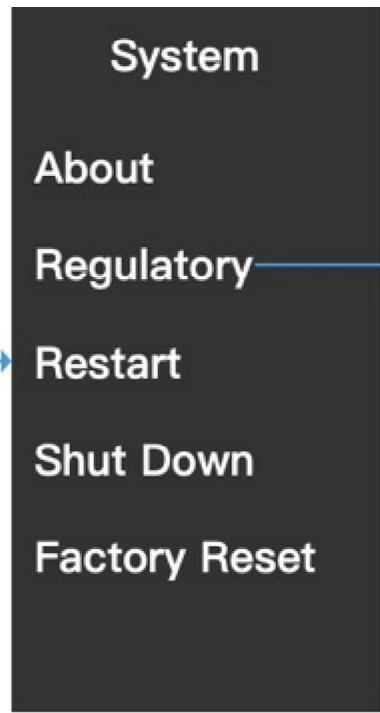 System
About
Regulatory
Restart
Shut Down
Factory Reset